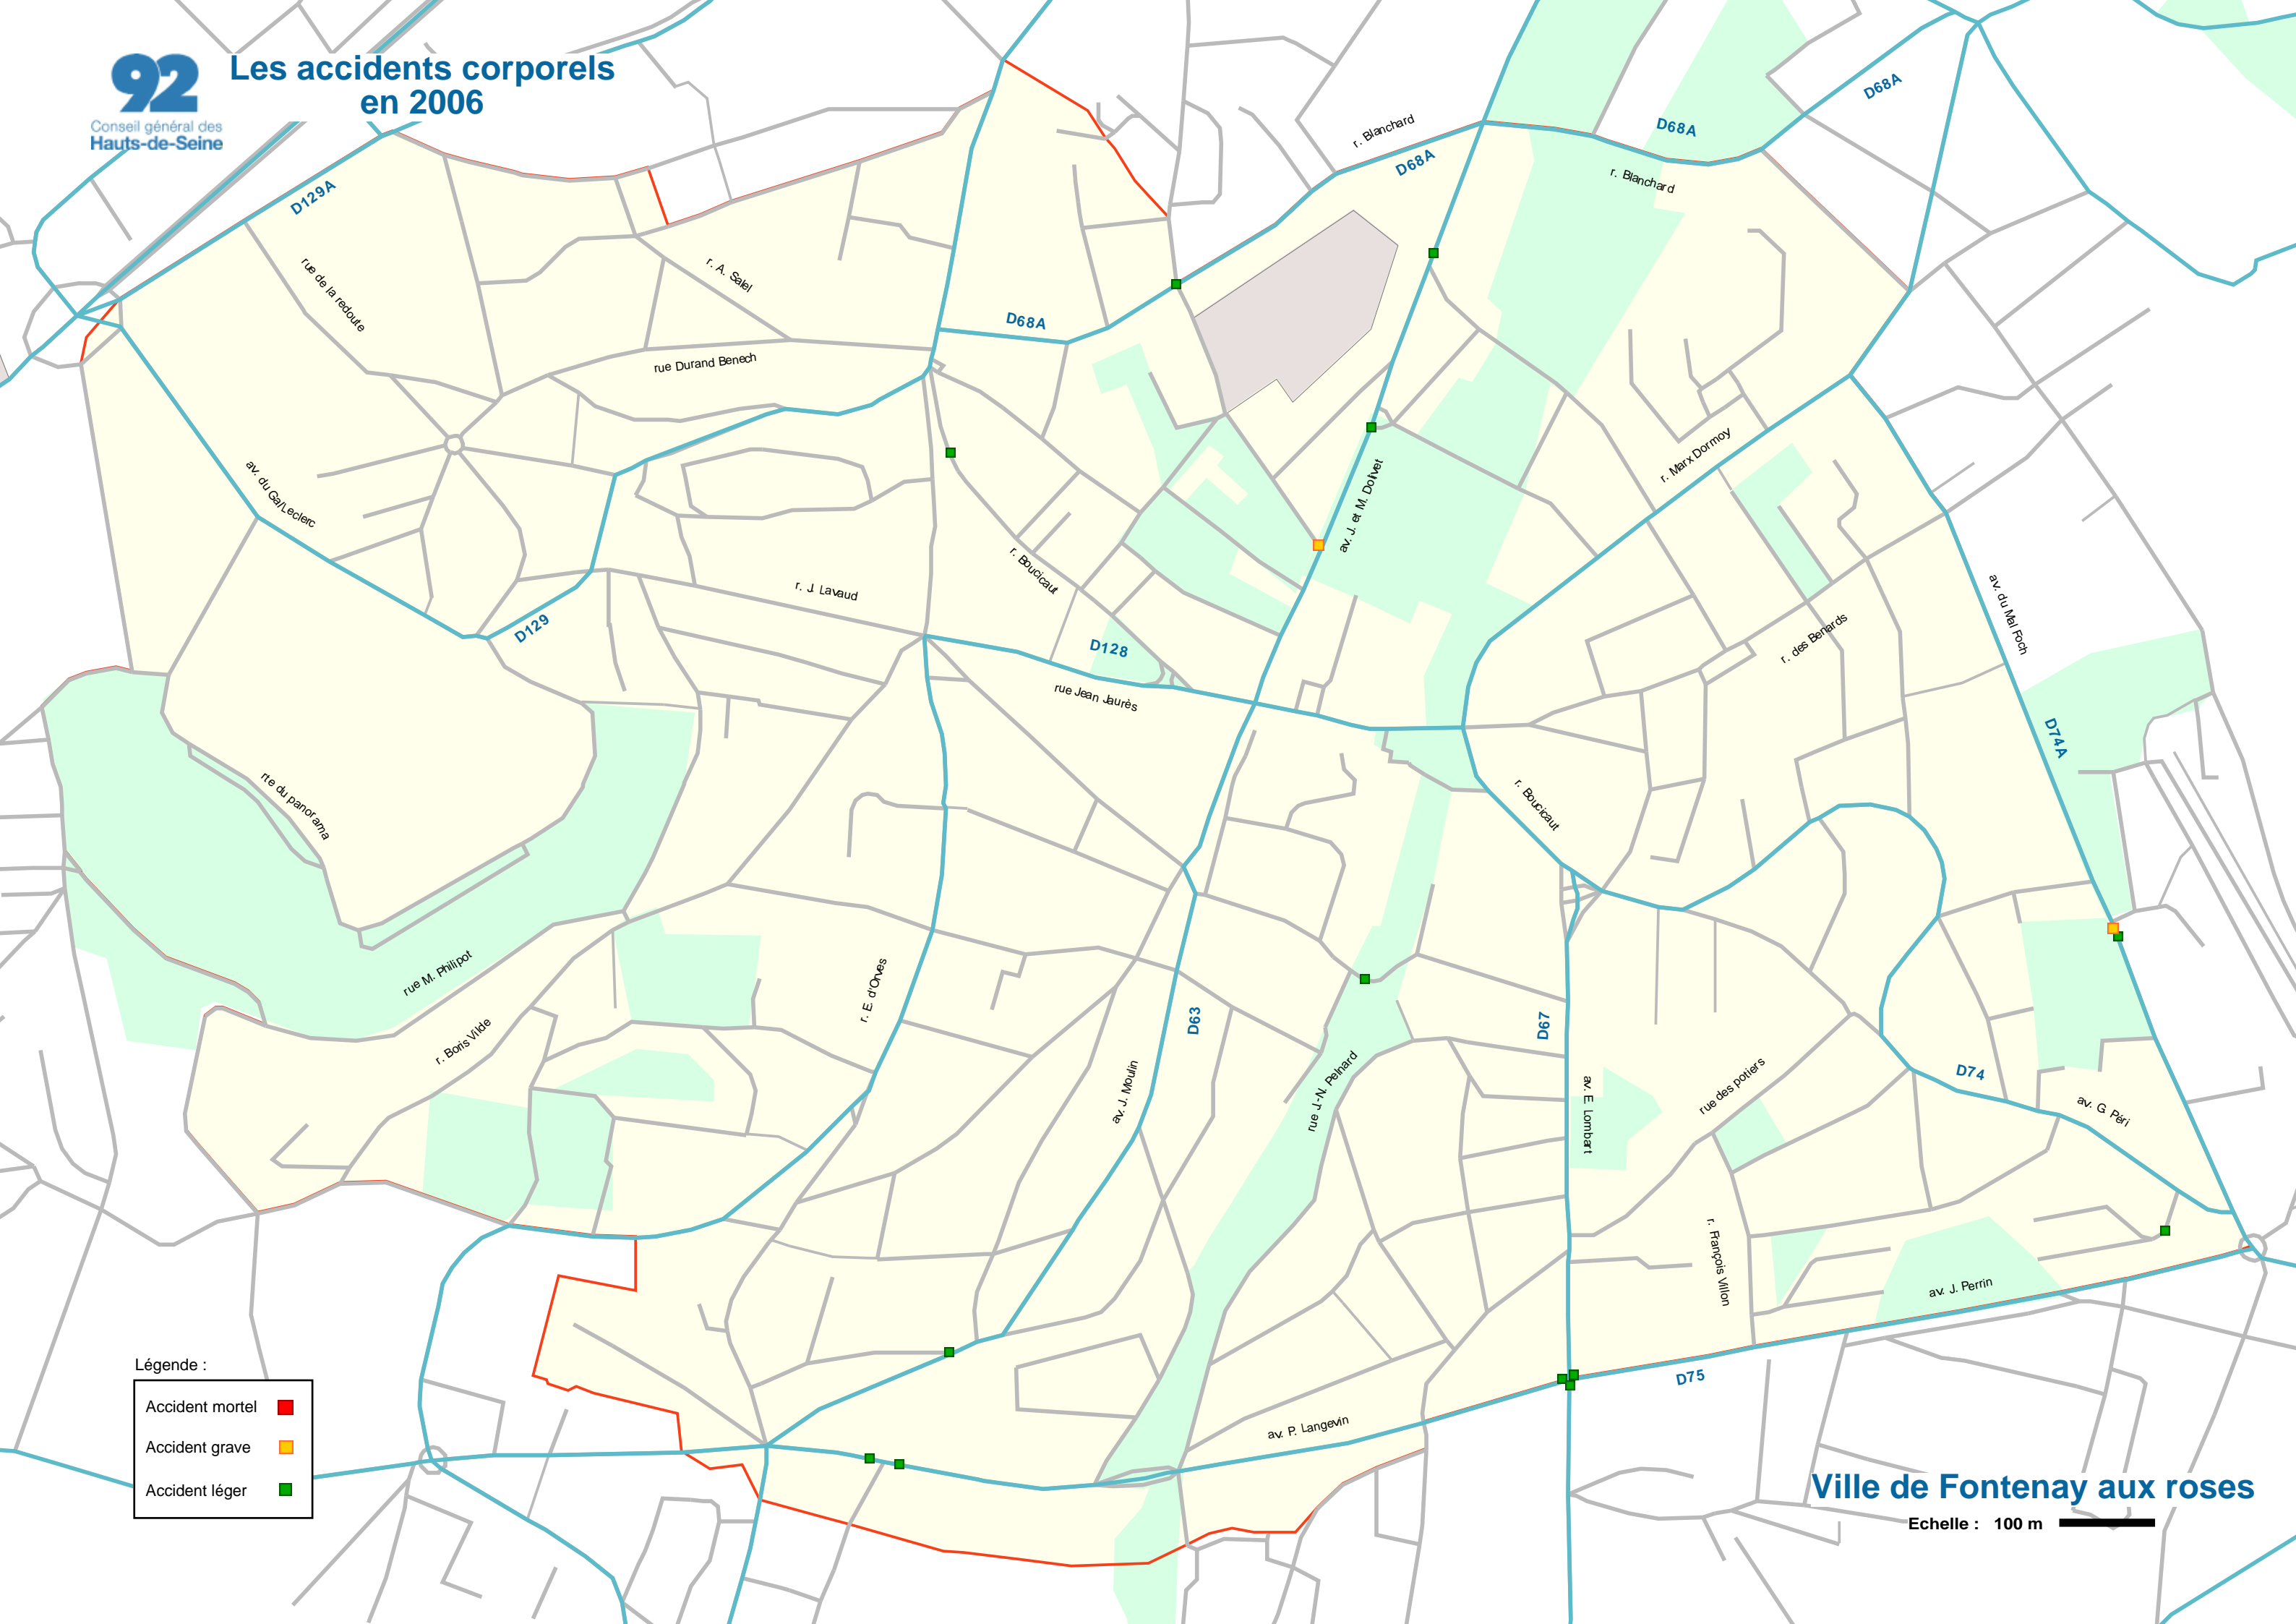 92
Conseil général des
Hauts-de-Seine
Les accidents corporels
en 2006
D68A
D68A
r. Blanchard
D68A
r. Blanchard
D129A
rue de la redoute
r. A. Salel
D68A
rue Durand Benech
r. Marx Dormoy
av. du Gal Leclerc
av. J. et M. Dolivet
r. Boucicaut
r. J. Lavaud
D129
D128
av. du Mal Foch
r. des Benards
rue Jean Jaurès
D74A
rte du panorama
r. Boucicaut
rue M. Philipot
r. E. d'Orves
r. Boris Vilde
D63
D67
av. J. Moulin
rue J.-N. Pelnard
av. E. Lombart
rue des potiers
D74
av. G. Péri
r. François Villon
av. J. Perrin
D75
av. P. Langevin
Légende :
Accident mortel
Accident grave
Accident léger
Ville de Fontenay aux roses
Echelle : 100 m